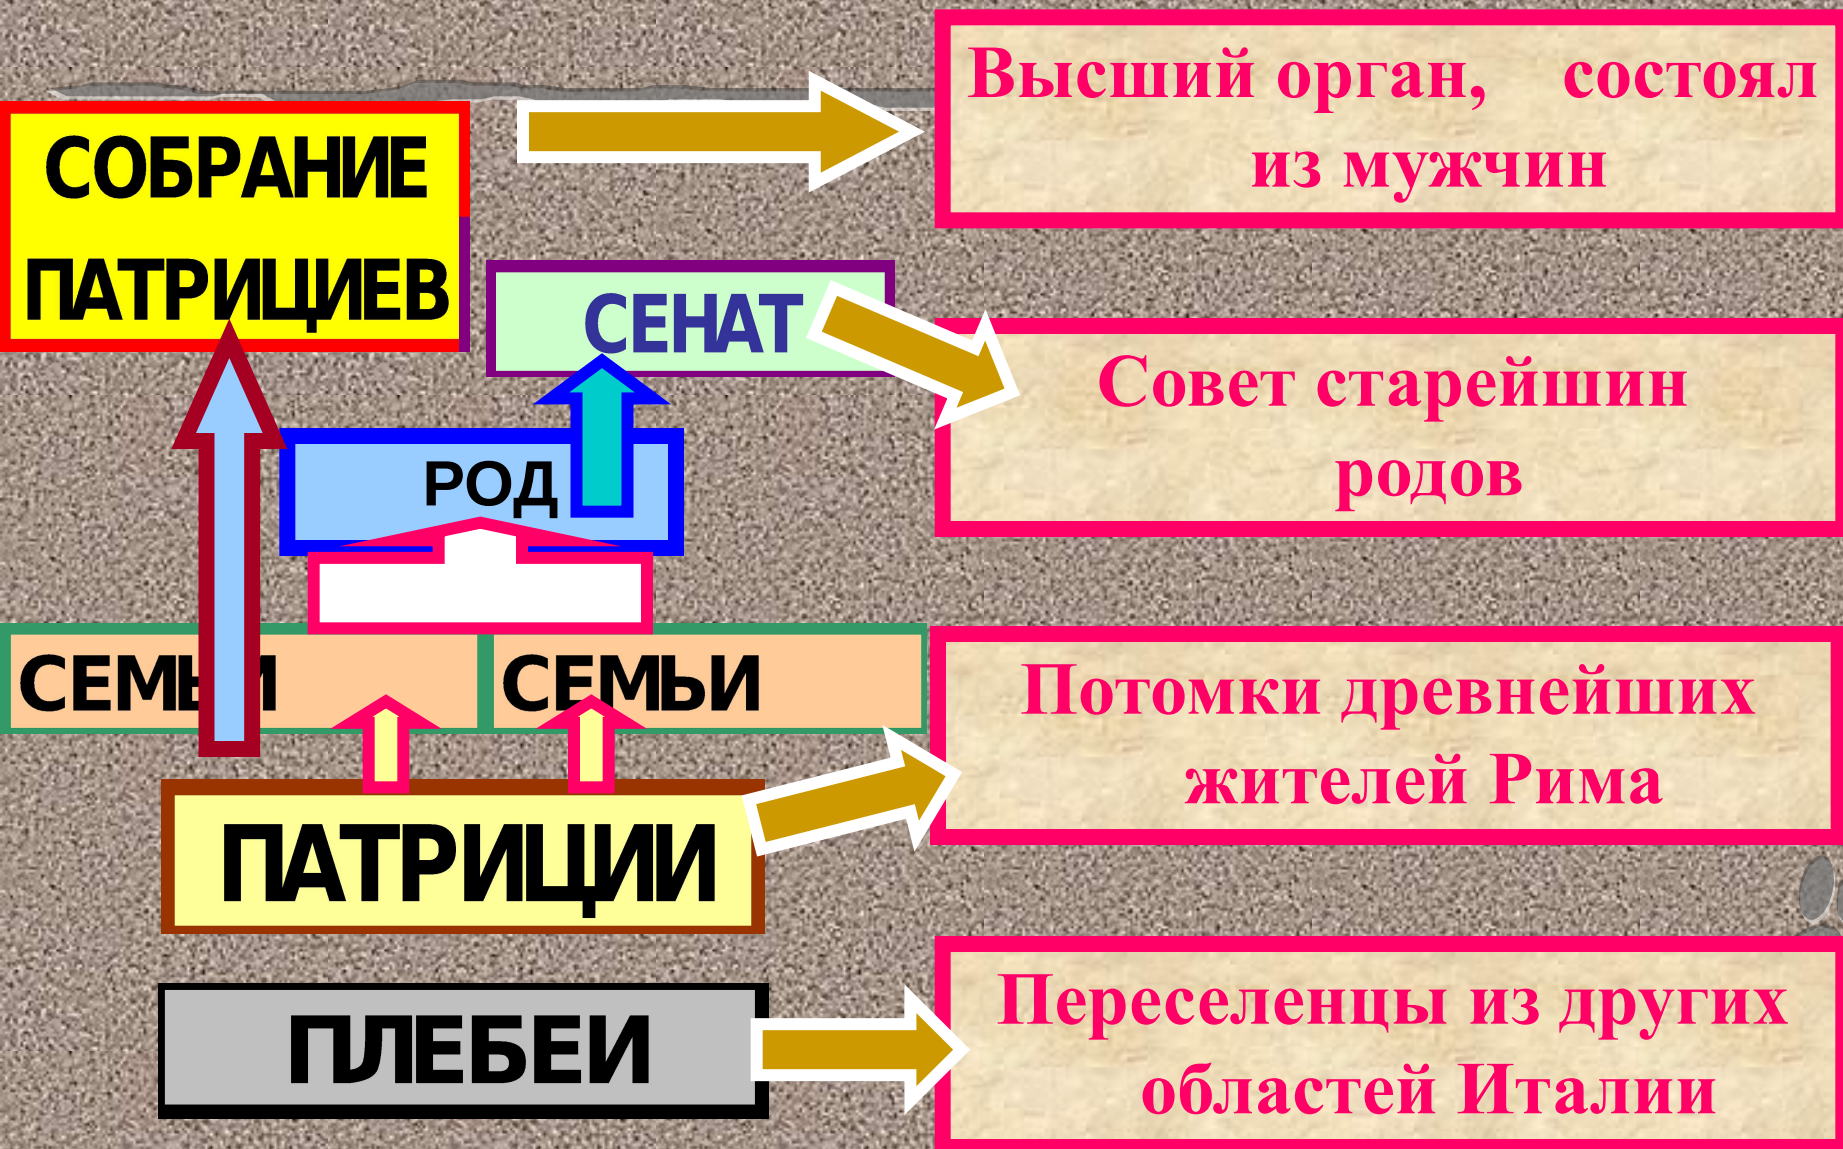 Высший орган, состоял
из мужчин
СОБРАНИЕ
ПАТРИЦИЕВ
СЕНАТ
Совет старейшин
родов
РОД
СЕМЬИ
СЕМЬИ
Потомки древнейших
жителей Рима
ПАТРИЦИИ
Переселенцы из других
областей Италии
ПЛЕБЕИ